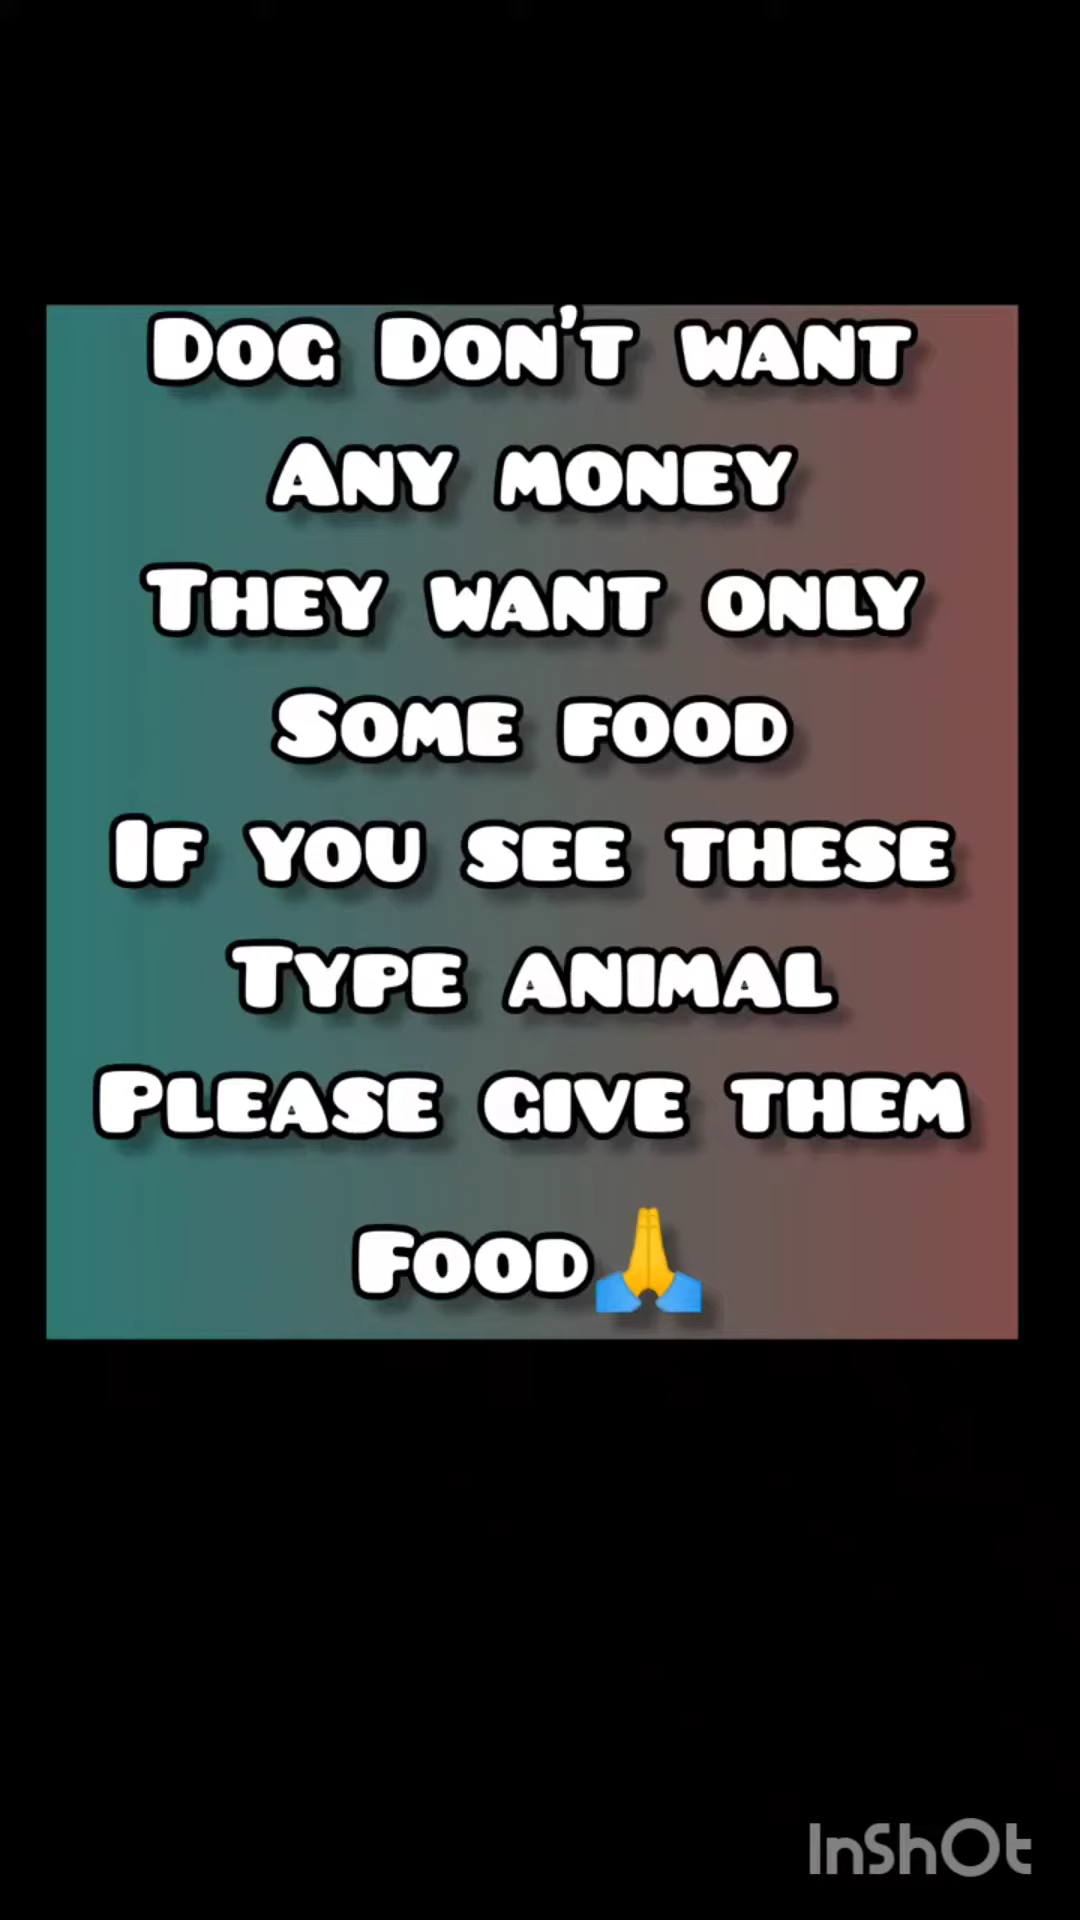 Dog Don't want
Any money
They want only
Some food
If you see these
Type animal
Please give them
Food🙏
InShOt